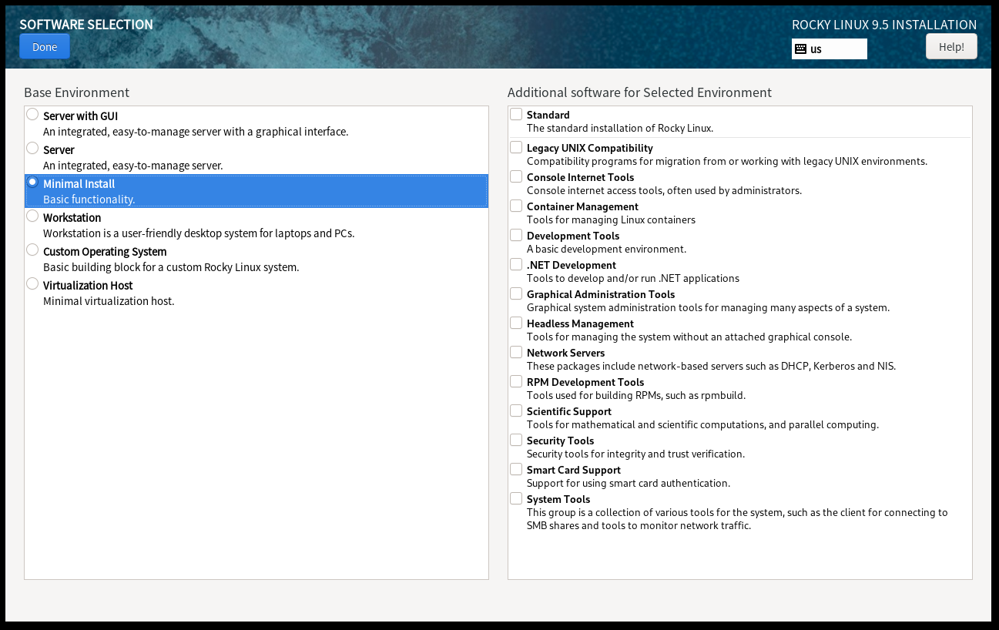 SOFTWARE SELECTION
ROCKY LINUX 9.5 INSTALLATION
Done
us
Help!
Base Environment
Server with GUI
An integrated, easy-to-manage server with a graphical interface.
Server
An integrated, easy-to-manage server.
Minimal Install
Basic functionality.
Workstation
Workstation is a user-friendly desktop system for laptops and PCs.
Custom Operating System
Basic building block for a custom Rocky Linux system.
Virtualization Host
Minimal virtualization host.
Additional software for Selected Environment
Standard
The standard installation of Rocky Linux.
Legacy UNIX Compatibility
Compatibility programs for migration from or working with legacy UNIX environments.
Console Internet Tools
Console internet access tools, often used by administrators.
Container Management
Tools for managing Linux containers
Development Tools
A basic development environment.
.NET Development
Tools to develop and/or run .NET applications
Graphical Administration Tools
Graphical system administration tools for managing many aspects of a system.
Headless Management
Tools for managing the system without an attached graphical console.
Network Servers
These packages include network-based servers such as DHCP, Kerberos and NIS.
RPM Development Tools
Tools used for building RPMs, such as rpmbuild.
Scientific Support
Tools for mathematical and scientific computations, and parallel computing.
Security Tools
Security tools for integrity and trust verification.
Smart Card Support
Support for using smart card authentication.
System Tools
This group is a collection of various tools for the system, such as the client for connecting to
SMB shares and tools to monitor network traffic.